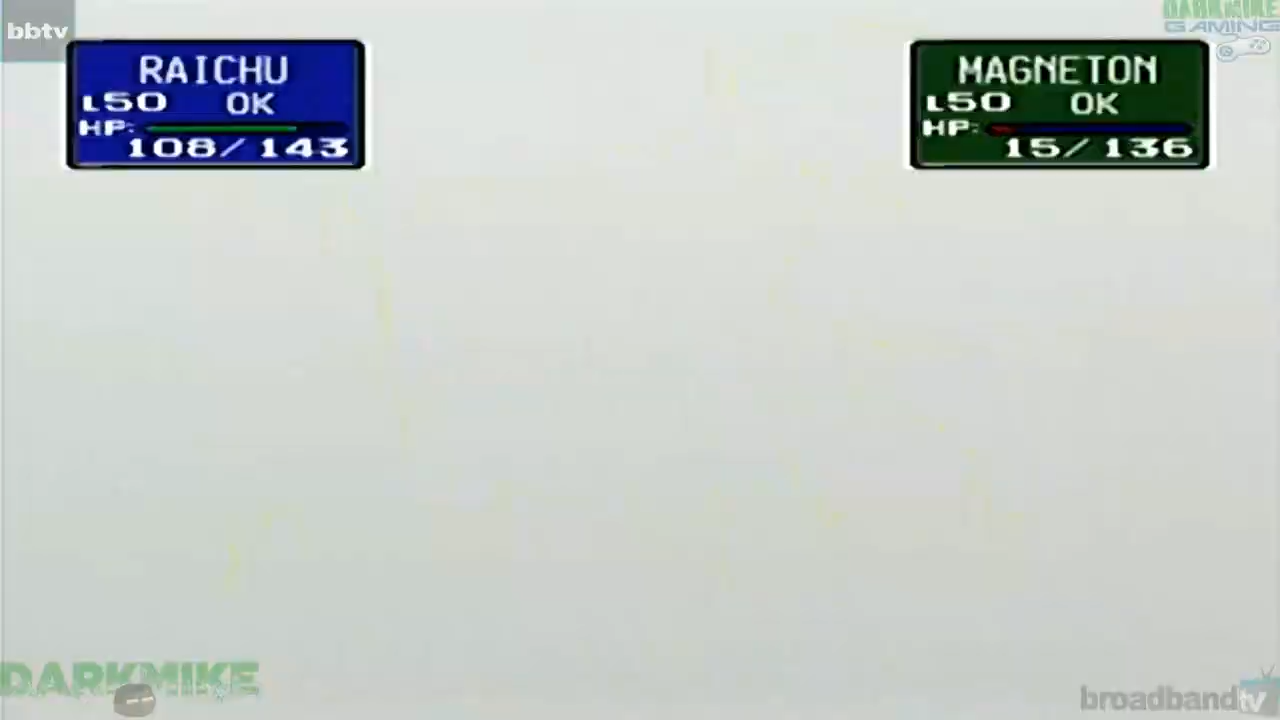 bbtv
DARKMIKE
GAMING
RAICHU
L50 OK
HP:
108/143
MAGNETON
L50 OK
HP:
15/136
DARKMIKE
broadbandtv